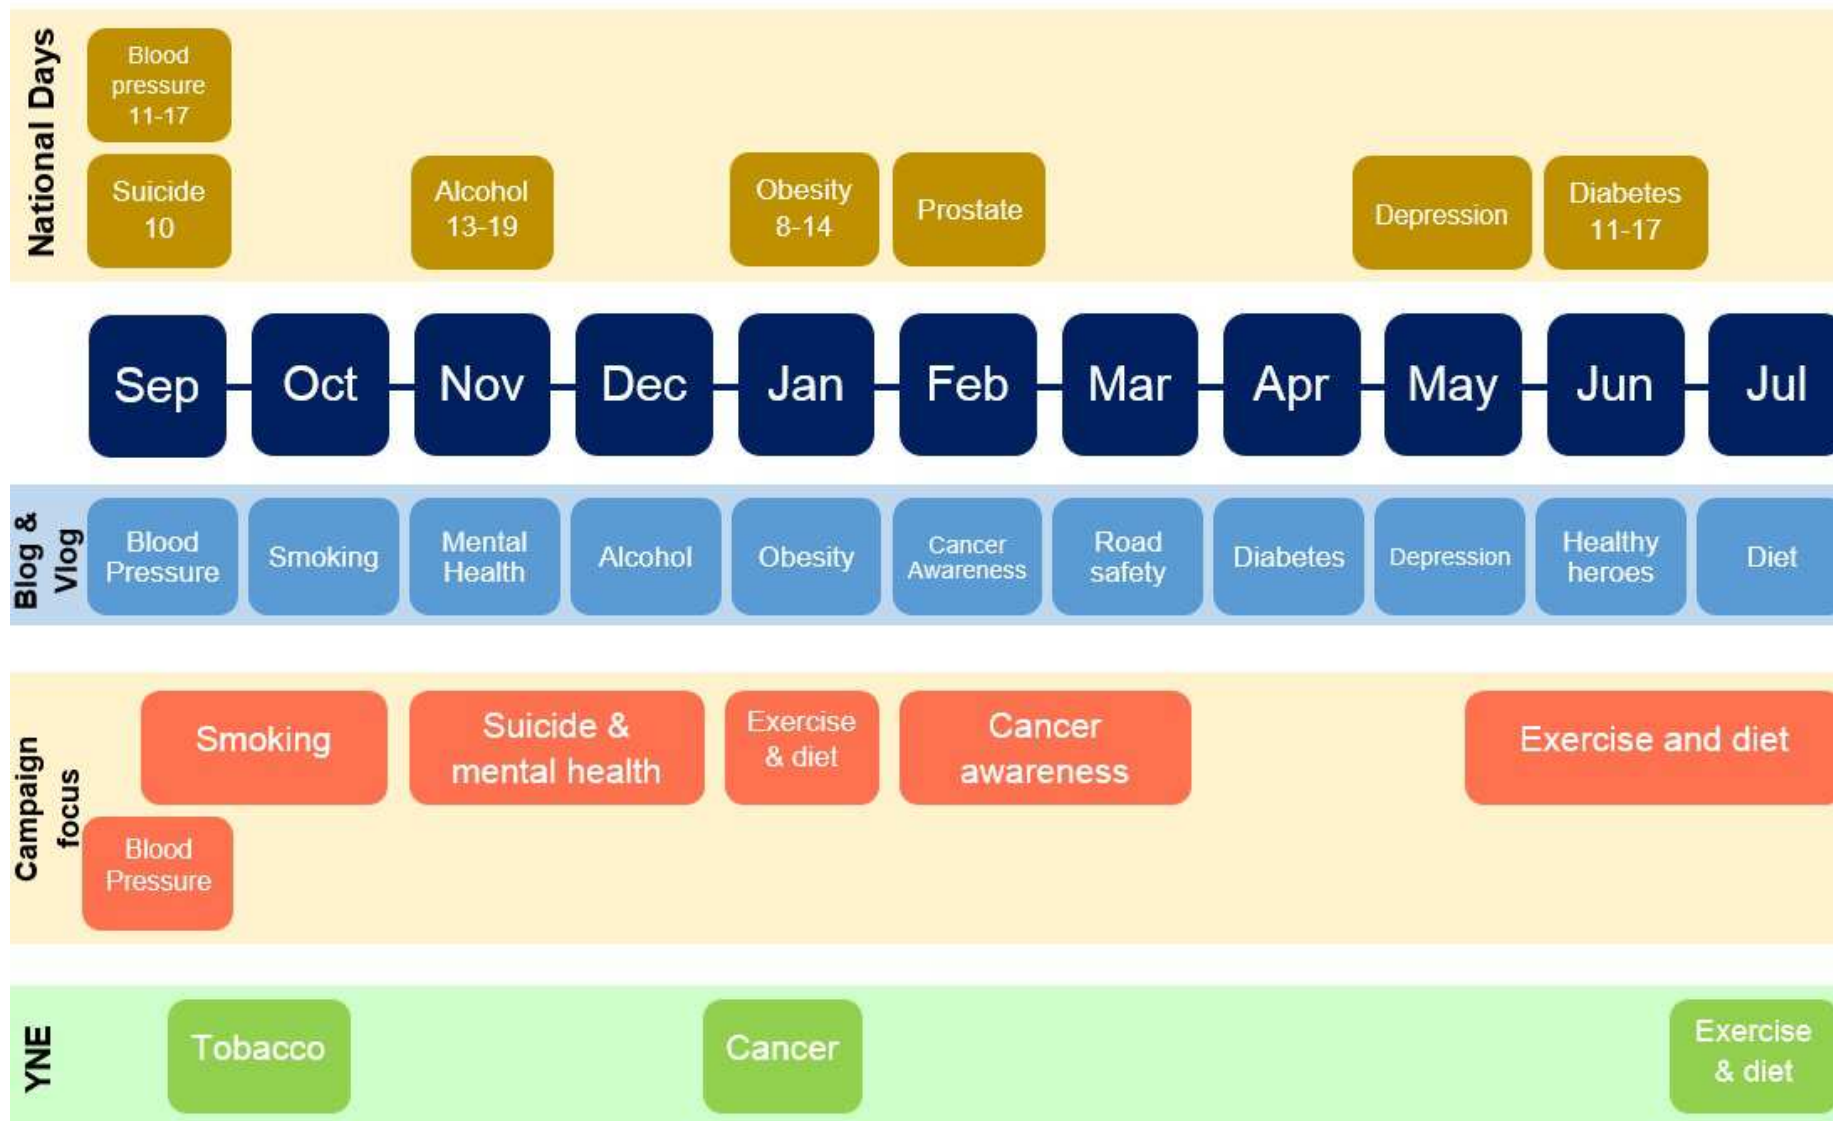 National Days
Blood
pressure
11-17
Suicide
10
Alcohol
13-19
Obesity
8-14
Prostate
Depression
Diabetes
11-17
Sep
Oct
Nov
Dec
Jan
Feb
Mar
Apr
May
Jun
Jul
Blog &
Vlog
Blood
Pressure
Smoking
Mental
Health
Alcohol
Obesity
Cancer
Awareness
Road
safety
Diabetes
Depression
Healthy
heroes
Diet
Campaign
focus
Smoking
Suicide &
mental health
Exercise
& diet
Cancer
awareness
Exercise and diet
Blood
Pressure
YNE
Tobacco
Cancer
Exercise
& diet